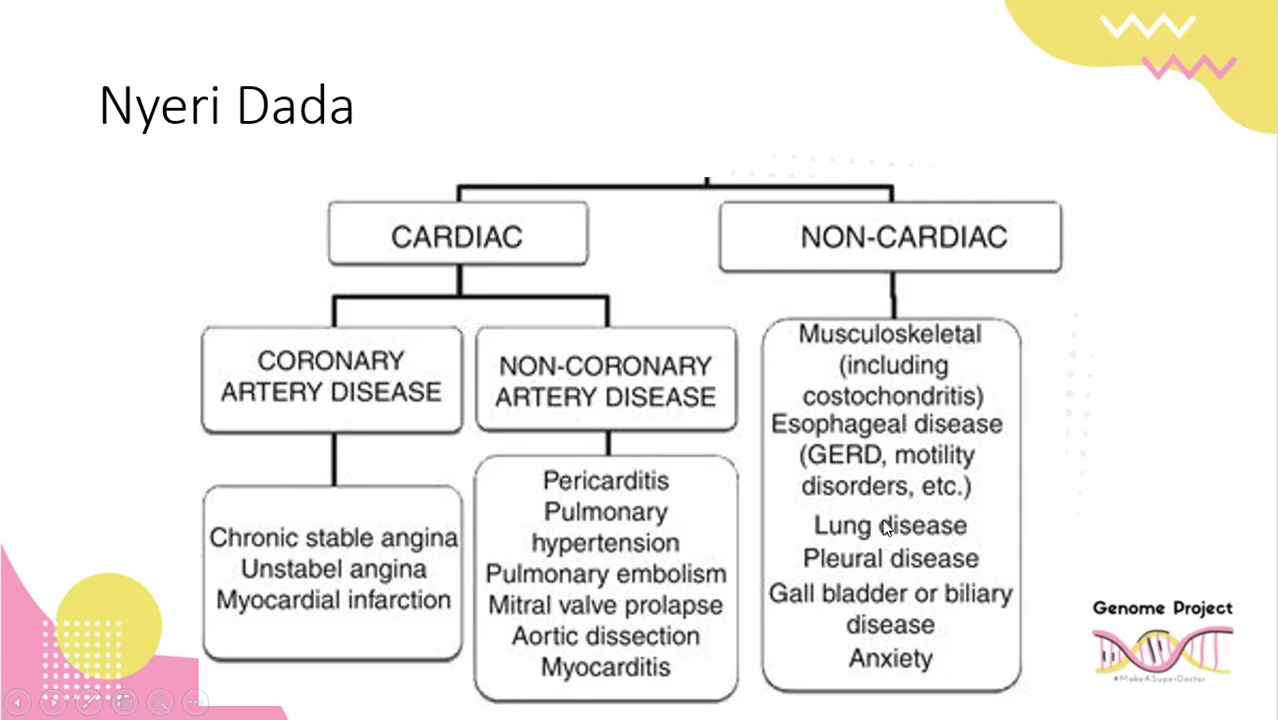 Nyeri Dada
CARDIAC
NON-CARDIAC
CORONARY
ARTERY DISEASE
NON-CORONARY
ARTERY DISEASE
Chronic stable angina
Unstabel angina
Myocardial infarction
Pericarditis
Pulmonary
hypertension
Pulmonary embolism
Mitral valve prolapse
Aortic dissection
Myocarditis
Musculoskeletal
(including
costochondritis)
Esophageal disease
(GERD, motility
disorders, etc.)
Lung disease
Pleural disease
Gall bladder or biliary
disease
Anxiety
Genome Project
#MakeASuperDoctor